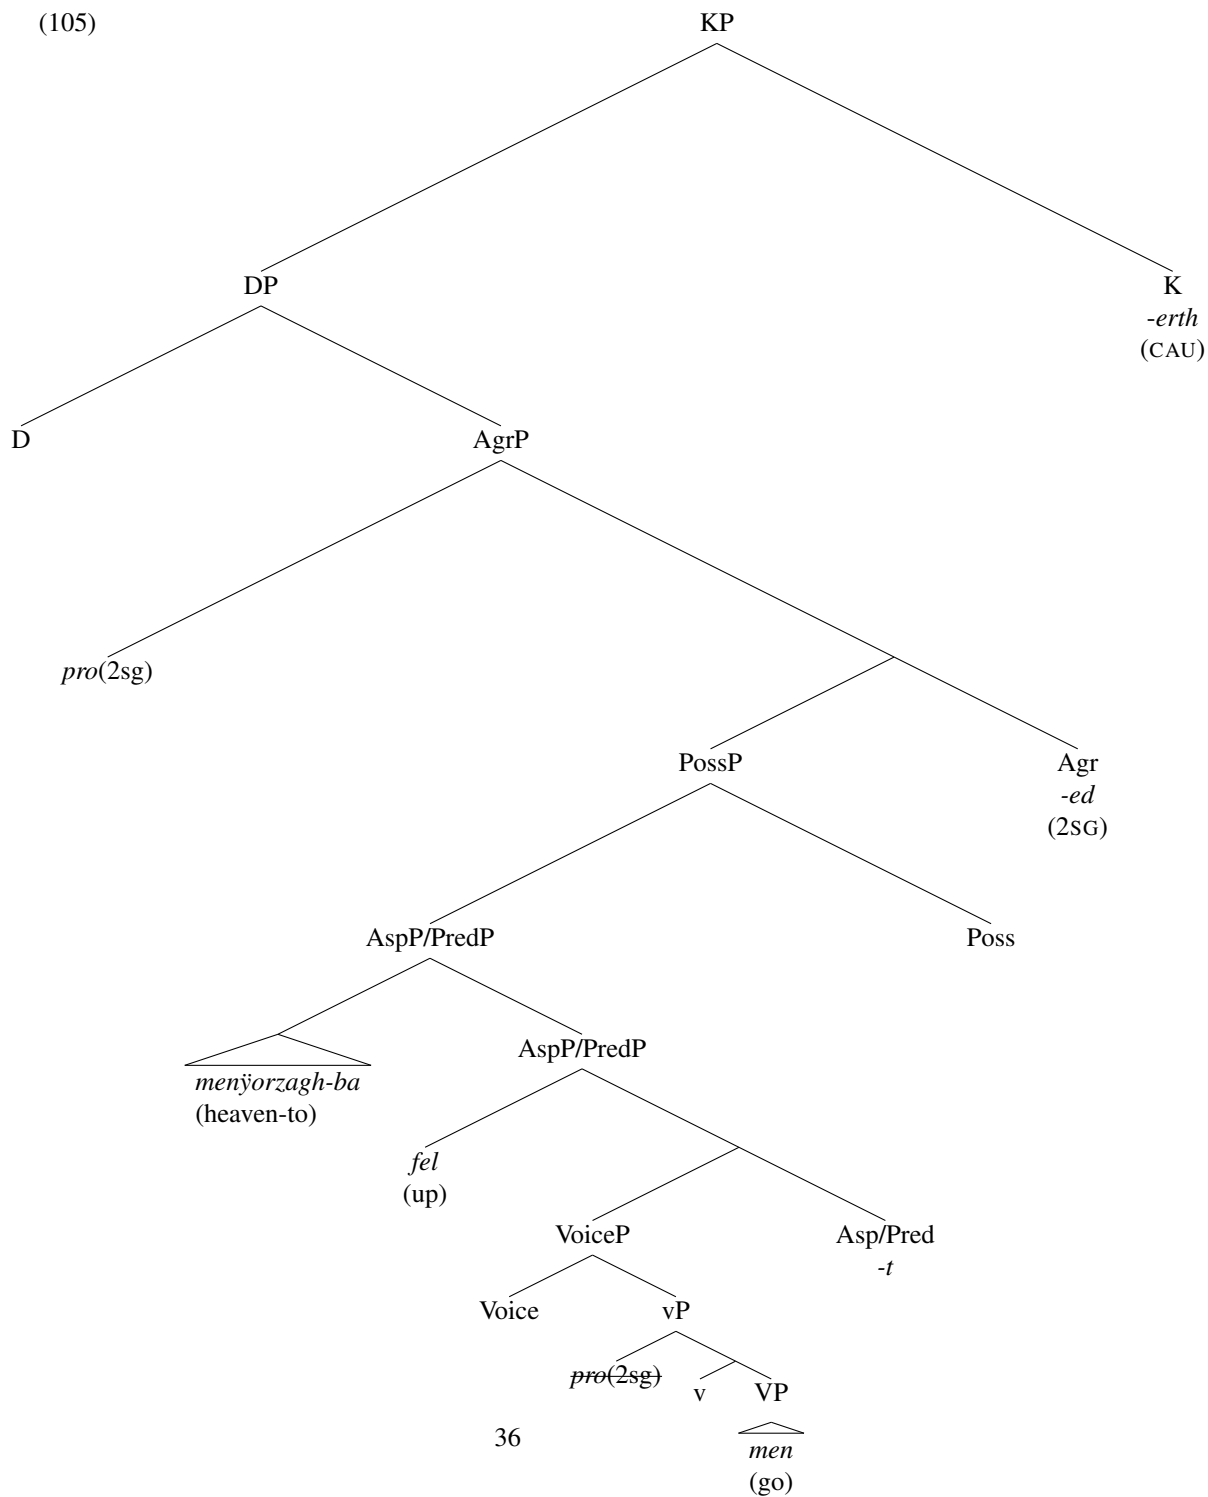 (105) KP
DP K
-erth
(CAU)
D AgrP
pro(2sg)
PossP Agr
-ed
(2SG)
AspP/PredP Poss
AspP/PredP
menÿorzagh-ba
(heaven-to)
fel
(up)
VoiceP Asp/Pred
-t
Voice vP
pro(2sg) v VP
36
men
(go)